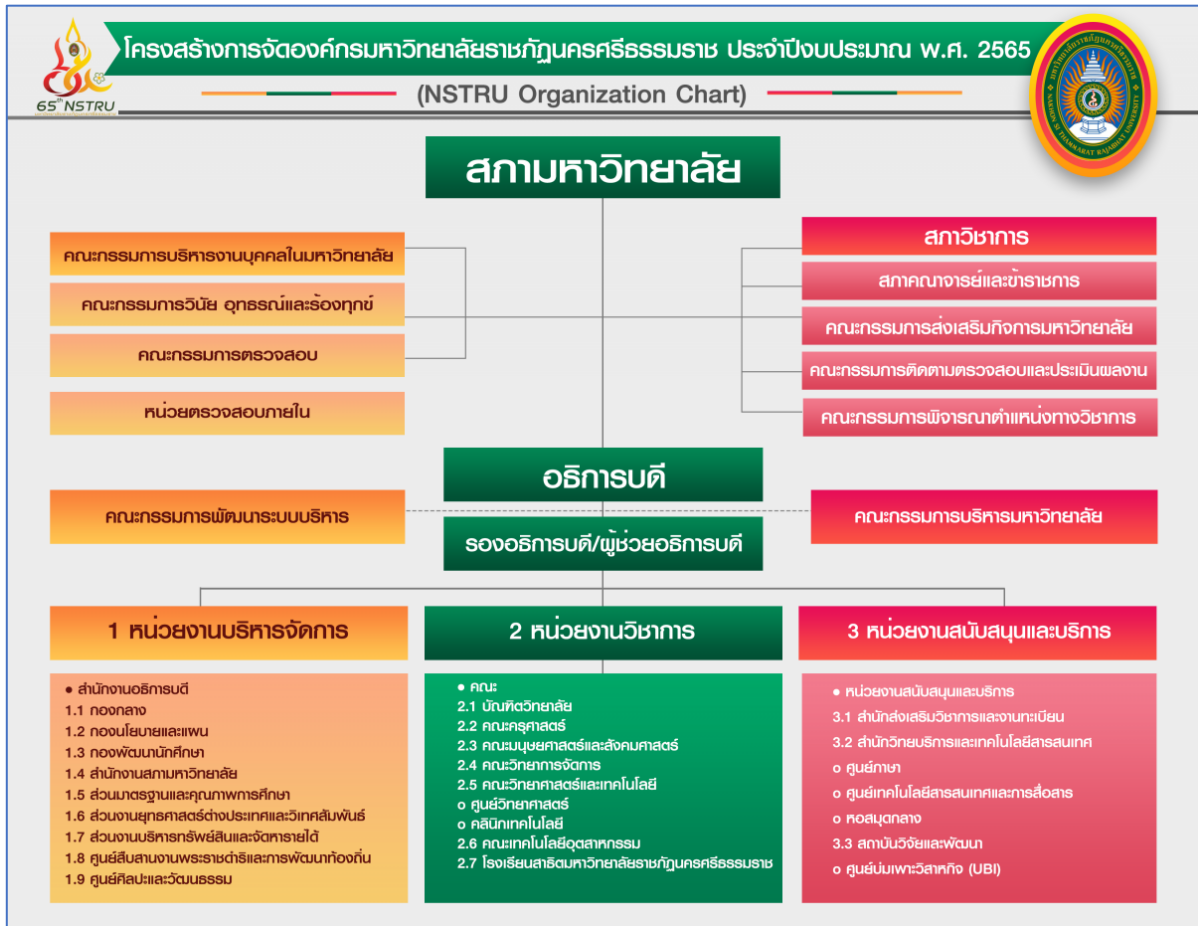 โครงสร้างการจัดองค์กรมหาวิทยาลัยราชภัฏนครศรีธรรมราช ประจำปีงบประมาณ พ.ศ. 2565
65th NSTRU
(NSTRU Organization Chart)
มหาวิทยาลัยราชภัฏนครศรีธรรมราช
NAKHON SI THAMMARAT RAJABHAT UNIVERSITY
สภามหาวิทยาลัย
คณะกรรมการบริหารงานบุคคลในมหาวิทยาลัย
คณะกรรมการวินัย อุทธรณ์และร้องทุกข์
คณะกรรมการตรวจสอบ
หน่วยตรวจสอบภายใน
สภาวิชาการ
สภาคณาจารย์และข้าราชการ
คณะกรรมการส่งเสริมกิจการมหาวิทยาลัย
คณะกรรมการติดตามตรวจสอบและประเมินผลงาน
คณะกรรมการพิจารณาตำแหน่งทางวิชาการ
อธิการบดี
คณะกรรมการพัฒนาระบบบริหาร
คณะกรรมการบริหารมหาวิทยาลัย
รองอธิการบดี/ผู้ช่วยอธิการบดี
1 หน่วยงานบริหารจัดการ
• สำนักงานอธิการบดี
1.1 กองกลาง
1.2 กองนโยบายและแผน
1.3 กองพัฒนานักศึกษา
1.4 สำนักงานสภามหาวิทยาลัย
1.5 ส่วนมาตรฐานและคุณภาพการศึกษา
1.6 ส่วนงานยุทธศาสตร์ต่างประเทศและวิเทศสัมพันธ์
1.7 ส่วนงานบริหารทรัพย์สินและจัดหารายได้
1.8 ศูนย์สืบสานงานพระราชดำริและการพัฒนาท้องถิ่น
1.9 ศูนย์ศิลปะและวัฒนธรรม
2 หน่วยงานวิชาการ
• คณะ
2.1 บัณฑิตวิทยาลัย
2.2 คณะครุศาสตร์
2.3 คณะมนุษยศาสตร์และสังคมศาสตร์
2.4 คณะวิทยาการจัดการ
2.5 คณะวิทยาศาสตร์และเทคโนโลยี
o ศูนย์วิทยาศาสตร์
o คลินิกเทคโนโลยี
2.6 คณะเทคโนโลยีอุตสาหกรรม
2.7 โรงเรียนสาธิตมหาวิทยาลัยราชภัฏนครศรีธรรมราช
3 หน่วยงานสนับสนุนและบริการ
• หน่วยงานสนับสนุนและบริการ
3.1 สำนักส่งเสริมวิชาการและงานทะเบียน
3.2 สำนักวิทยบริการและเทคโนโลยีสารสนเทศ
o ศูนย์ภาษา
o ศูนย์เทคโนโลยีสารสนเทศและการสื่อสาร
o หอสมุดกลาง
3.3 สถาบันวิจัยและพัฒนา
o ศูนย์บ่มเพาะวิสาหกิจ (UBI)